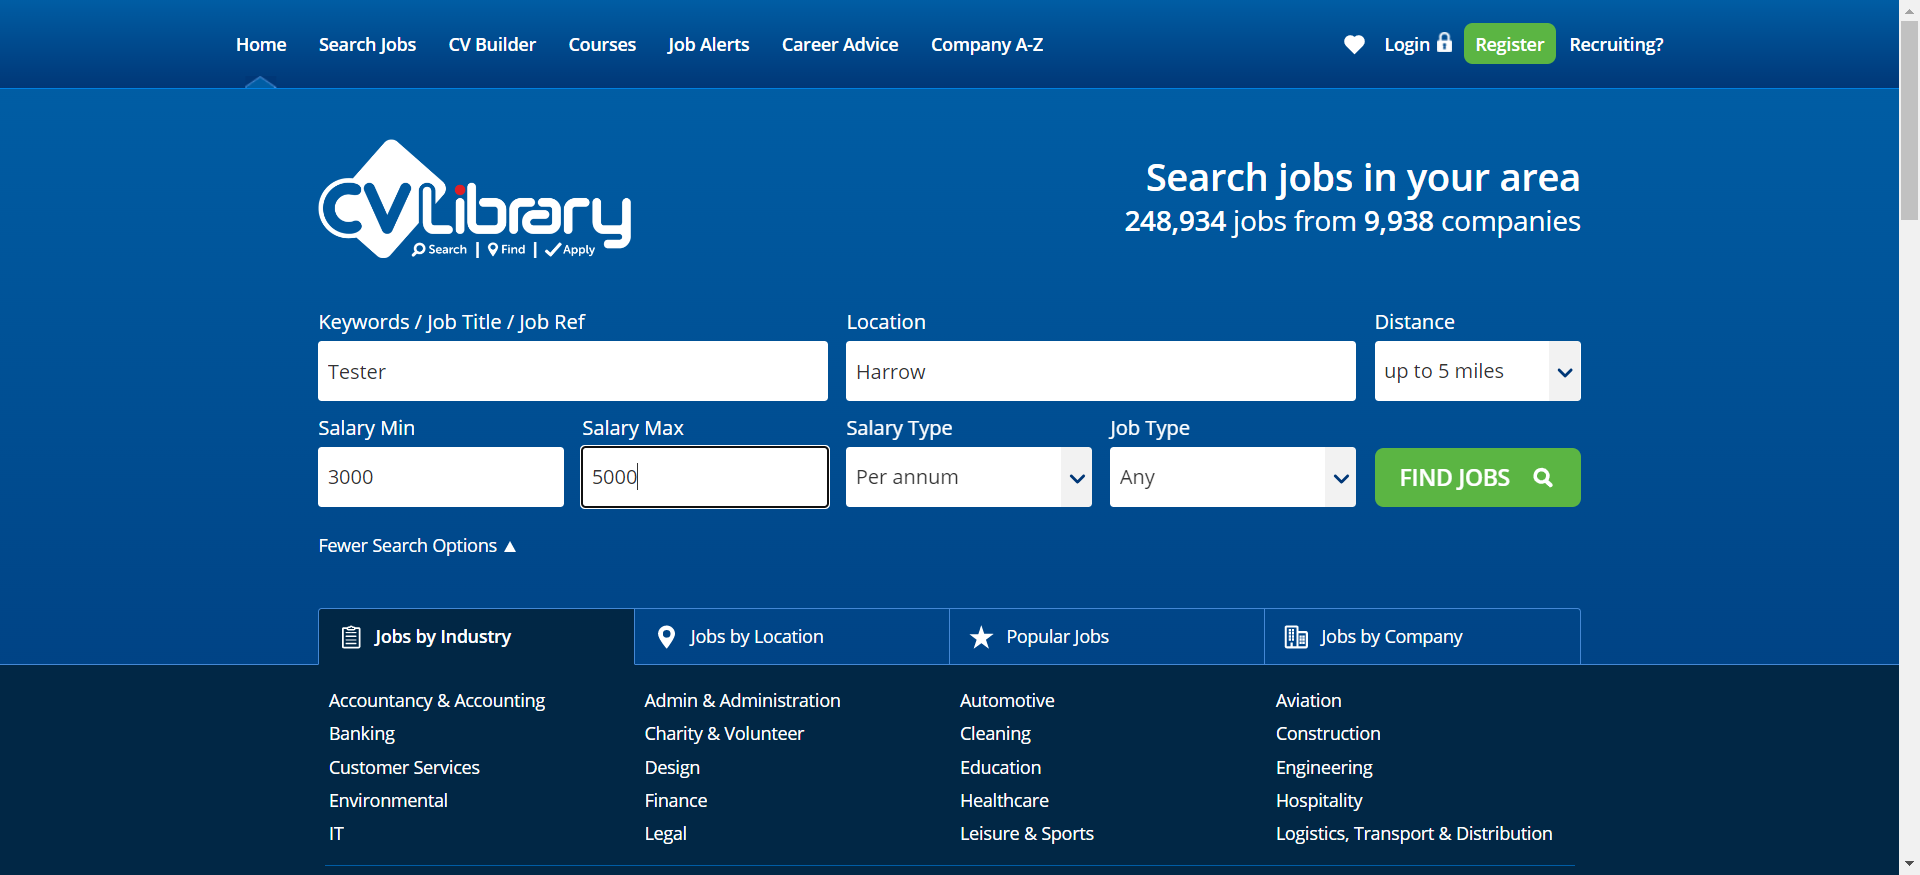 Home Search Jobs CV Builder Courses Job Alerts Career Advice Company A-Z Login Register Recruiting?
CV Library
Search | Find | Apply
Search jobs in your area
248,934 jobs from 9,938 companies
Keywords / Job Title / Job Ref Location Distance
Tester Harrow up to 5 miles
Salary Min Salary Max Salary Type Job Type
3000 5000 Per annum Any FIND JOBS
Fewer Search Options ▲
Jobs by Industry Jobs by Location Popular Jobs Jobs by Company
Accountancy & Accounting Admin & Administration Automotive Aviation
Banking Charity & Volunteer Cleaning Construction
Customer Services Design Education Engineering
Environmental Finance Healthcare Hospitality
IT Legal Leisure & Sports Logistics, Transport & Distribution